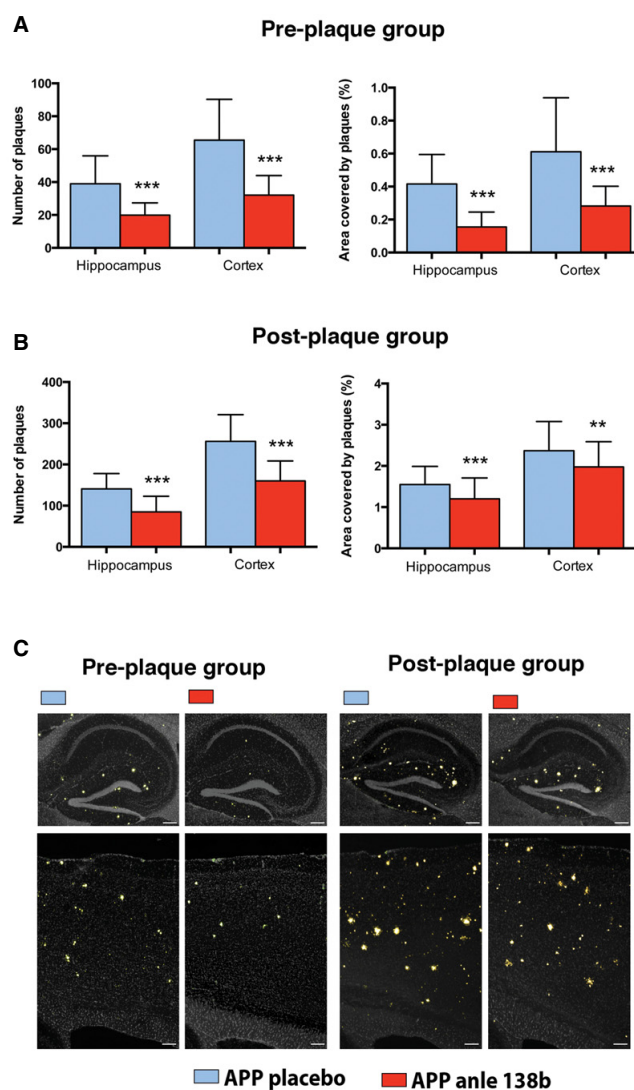 A
Pre-plaque group
Number of plaques
100
80
60
40
20
0
***
***
Hippocampus
Cortex
Area covered by plaques (%)
1.0
0.8
0.6
0.4
0.2
0.0
***
***
Hippocampus
Cortex
B
Post-plaque group
Number of plaques
400
300
200
100
0
***
***
Hippocampus
Cortex
Area covered by plaques (%)
4
3
2
1
0
***
**
Hippocampus
Cortex
C
Pre-plaque group
Post-plaque group
APP placebo
APP anle 138b